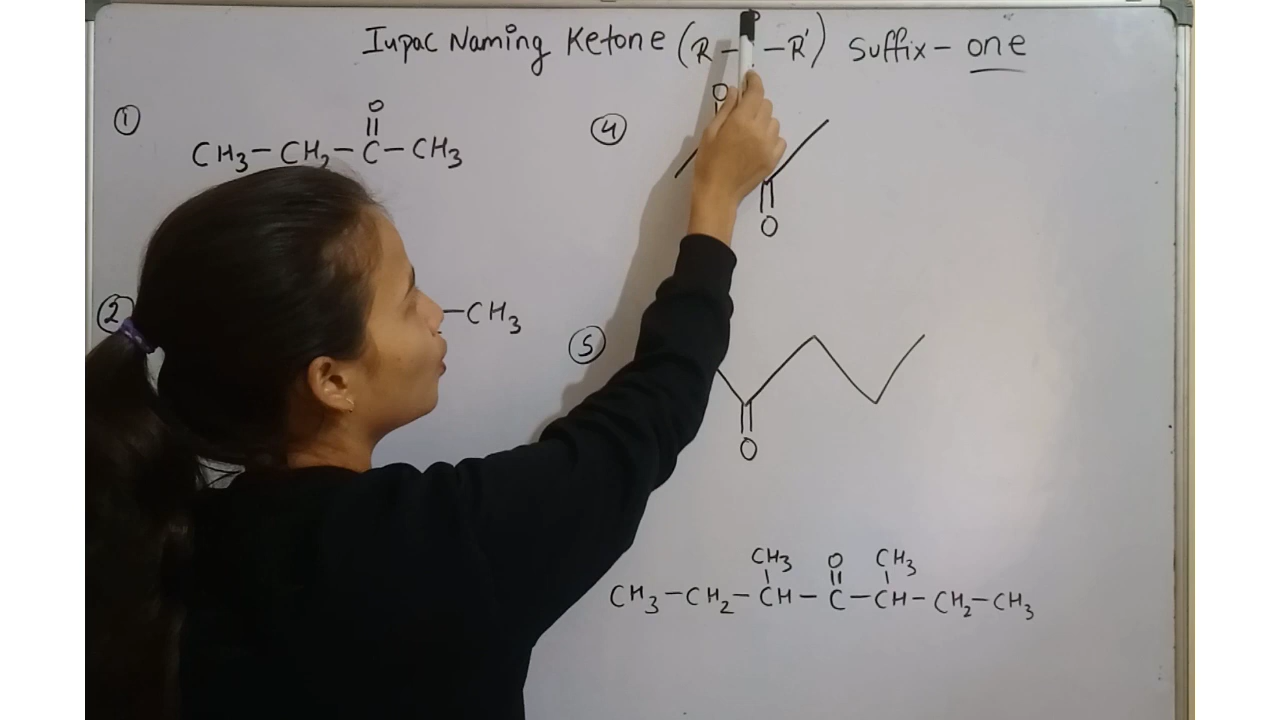 Iupac Naming Ketone (R – – R') Suffix – one
①
O
||
CH₃ – CH₂ – C – CH₃
②
– CH₃
④
O
O
⑤
O
CH₃ O CH₃
| || |
CH₃ – CH₂ – CH – C – CH – CH₂ – CH₃